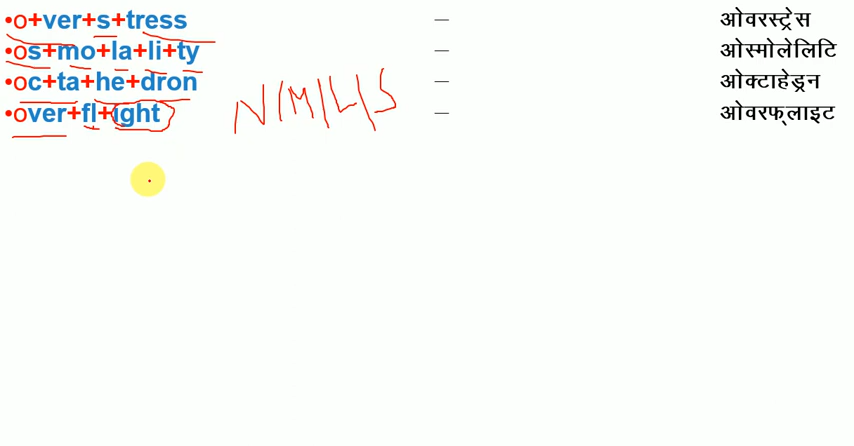 •o+ver+s+tress – ओवरस्ट्रेस
•os+mo+la+li+ty – ओस्मोलेलिटि
•oc+ta+he+dron – ओक्टाहेड्रन
•over+fl+ight – ओवरफ्लाइट
N/M/L/S